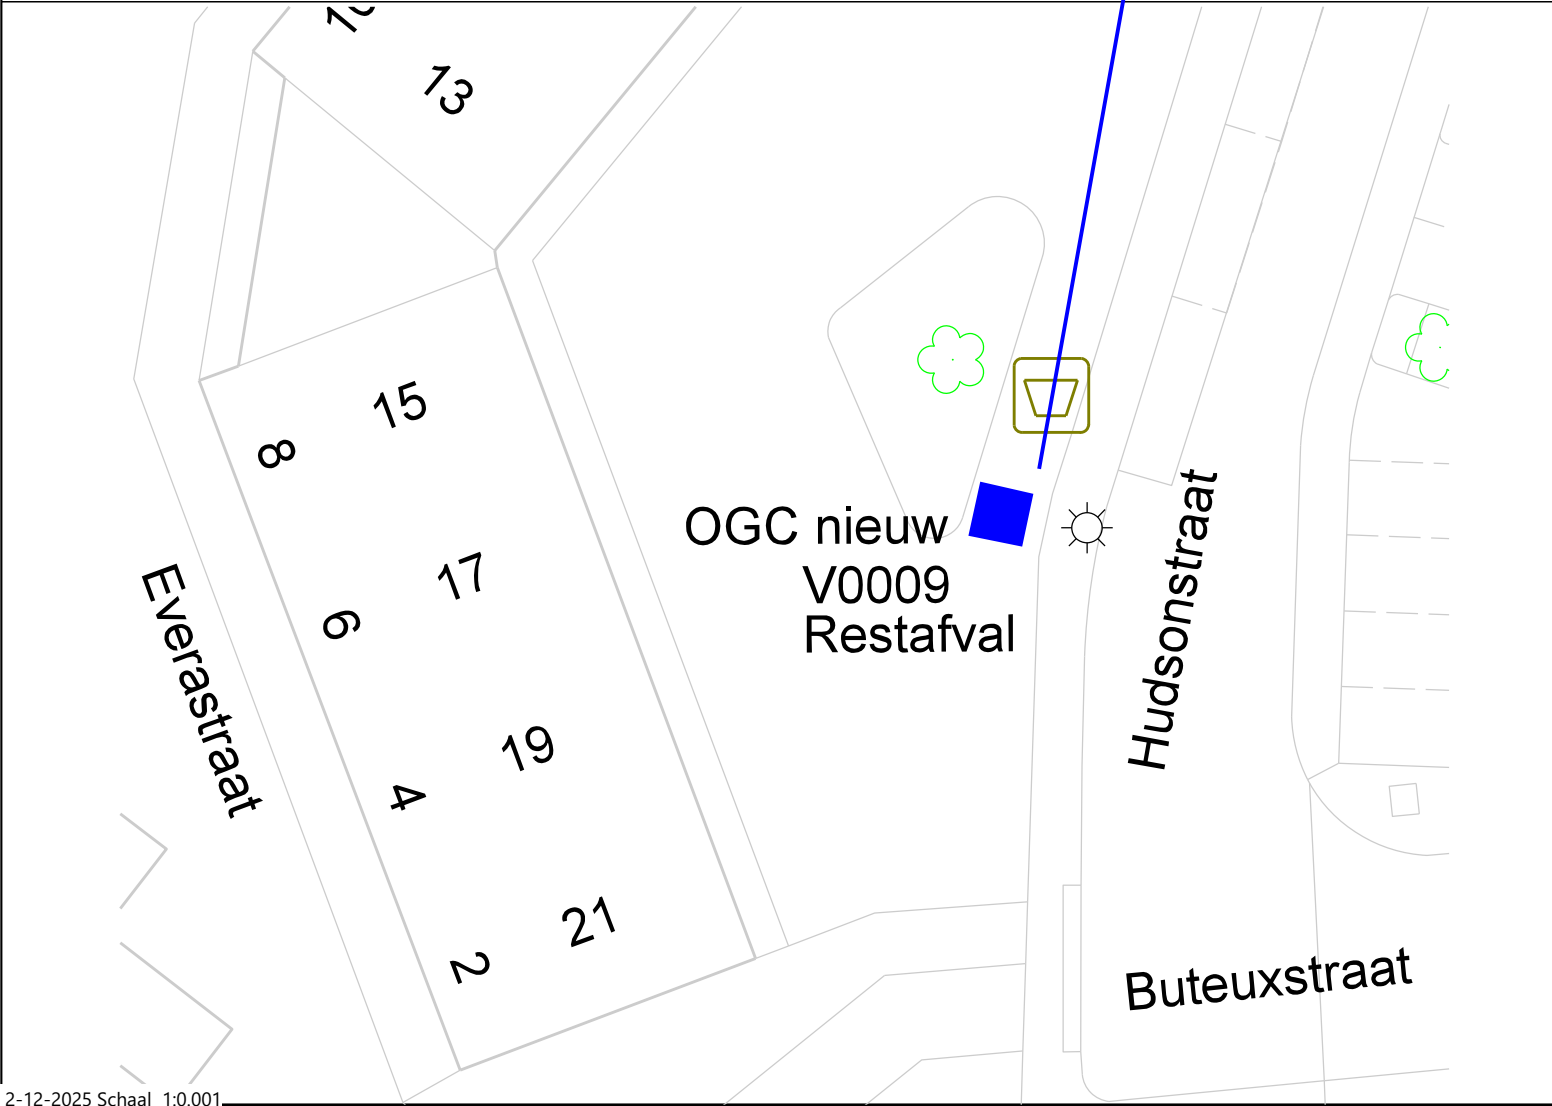 13
15
8
OGC nieuw
V0009
Restafval
17
6
Everastraat
Hudsonstraat
19
4
21
2
Buteuxstraat
2-12-2025 Schaal 1:0.001